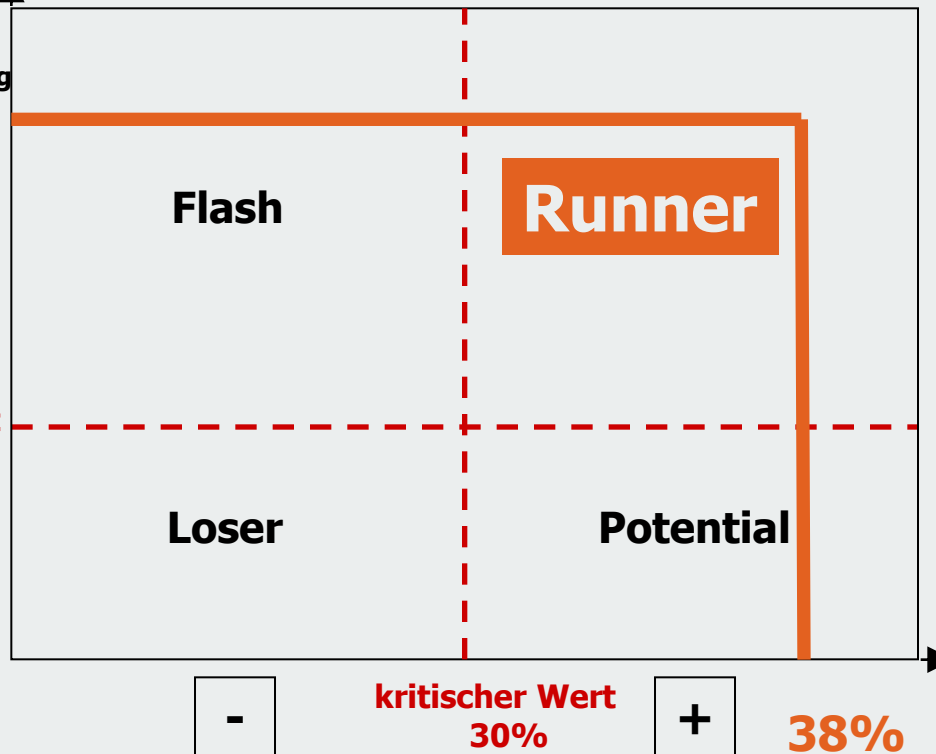 g
Flash
Runner
Loser
Potential
-
kritischer Wert
30%
+
38%